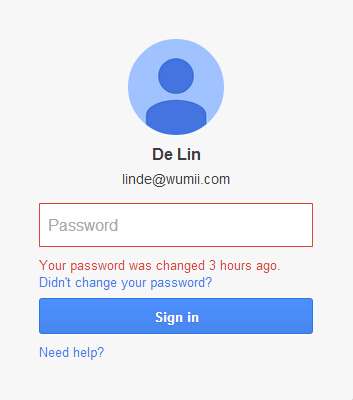 De Lin
linde@wumii.com
Password
Your password was changed 3 hours ago.
Didn't change your password?
Sign in
Need help?